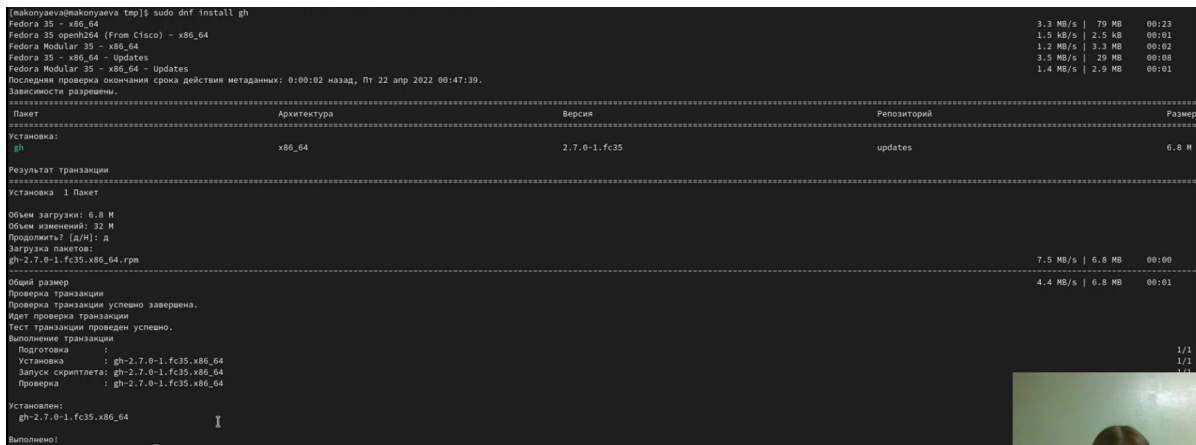 [makonyaeva@makonyaeva tmp]$ sudo dnf install gh
Fedora 35 - x86_64 3.3 MB/s | 79 MB 00:23
Fedora 35 openh264 (From Cisco) - x86_64 1.5 kB/s | 2.5 kB 00:01
Fedora Modular 35 - x86_64 1.2 MB/s | 3.3 MB 00:02
Fedora 35 - x86_64 - Updates 3.5 MB/s | 29 MB 00:08
Fedora Modular 35 - x86_64 - Updates 1.4 MB/s | 2.9 MB 00:01
Последняя проверка окончания срока действия метаданных: 0:00:02 назад, Пт 22 апр 2022 00:47:39.
Зависимости разрешены.
Пакет Архитектура Версия Репозиторий Размер
Установка:
gh x86_64 2.7.0-1.fc35 updates 6.8 M
Результат транзакции
Установка 1 Пакет
Объем загрузки: 6.8 M
Объем изменений: 32 M
Продолжить? [д/Н]: д
Загрузка пакетов:
gh-2.7.0-1.fc35.x86_64.rpm 7.5 MB/s | 6.8 MB 00:00
Общий размер 4.4 MB/s | 6.8 MB 00:01
Проверка транзакции
Проверка транзакции успешно завершена.
Идет проверка транзакции
Тест транзакции проведен успешно.
Выполнение транзакции
Подготовка : 1/1
Установка : gh-2.7.0-1.fc35.x86_64 1/1
Запуск скриптлета: gh-2.7.0-1.fc35.x86_64 1/1
Проверка : gh-2.7.0-1.fc35.x86_64
Установлен:
gh-2.7.0-1.fc35.x86_64
Выполнено!